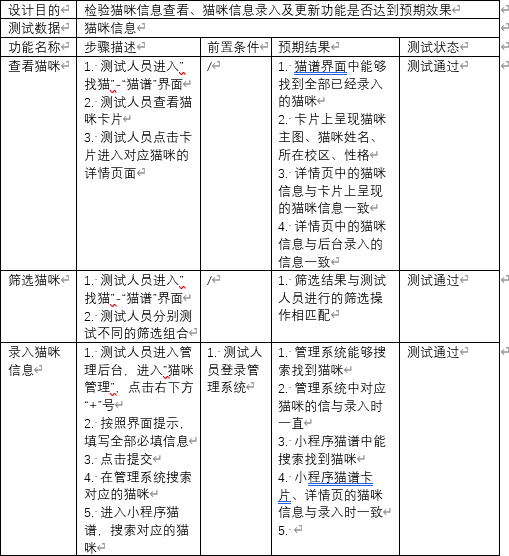 设计目的 检验猫咪信息查看、猫咪信息录入及更新功能是否达到预期效果
测试数据 猫咪信息
功能名称 步骤描述 前置条件 预期结果 测试状态
查看猫咪
1. 测试人员进入“
找猫”-“猫谱”界面
2. 测试人员查看猫
咪卡片
3. 测试人员点击卡
片进入对应猫咪的
详情页面
/
1. 猫谱界面中能够
找到全部已经录入
的猫咪
2. 卡片上呈现猫咪
主图、猫咪姓名、
所在校区、性格
3. 详情页中的猫咪
信息与卡片上呈现
的猫咪信息一致
4. 详情页中的猫咪
信息与后台录入的
信息一致
测试通过
筛选猫咪
1. 测试人员进入“
找猫”-“猫谱”界面
2. 测试人员分别测
试不同的筛选组合
/
1. 筛选结果与测试
人员进行的筛选操
作相匹配
测试通过
录入猫咪
信息
1. 测试人员进入管
理后台，进入“猫咪
管理”，点击右下方
“+”号
2. 按照界面提示，
填写全部必填信息
3. 点击提交
4. 在管理系统搜索
对应的猫咪
5. 进入小程序猫
谱，搜索对应的猫
咪
1. 测试人
员登录管
理系统
1. 管理系统能够搜
索找到猫咪
2. 管理系统中对应
猫咪的信与录入时
一直
3. 小程序猫谱中能
搜索找到猫咪
4. 小程序猫谱卡
片、详情页的猫咪
信息与录入时一致
5.
测试通过